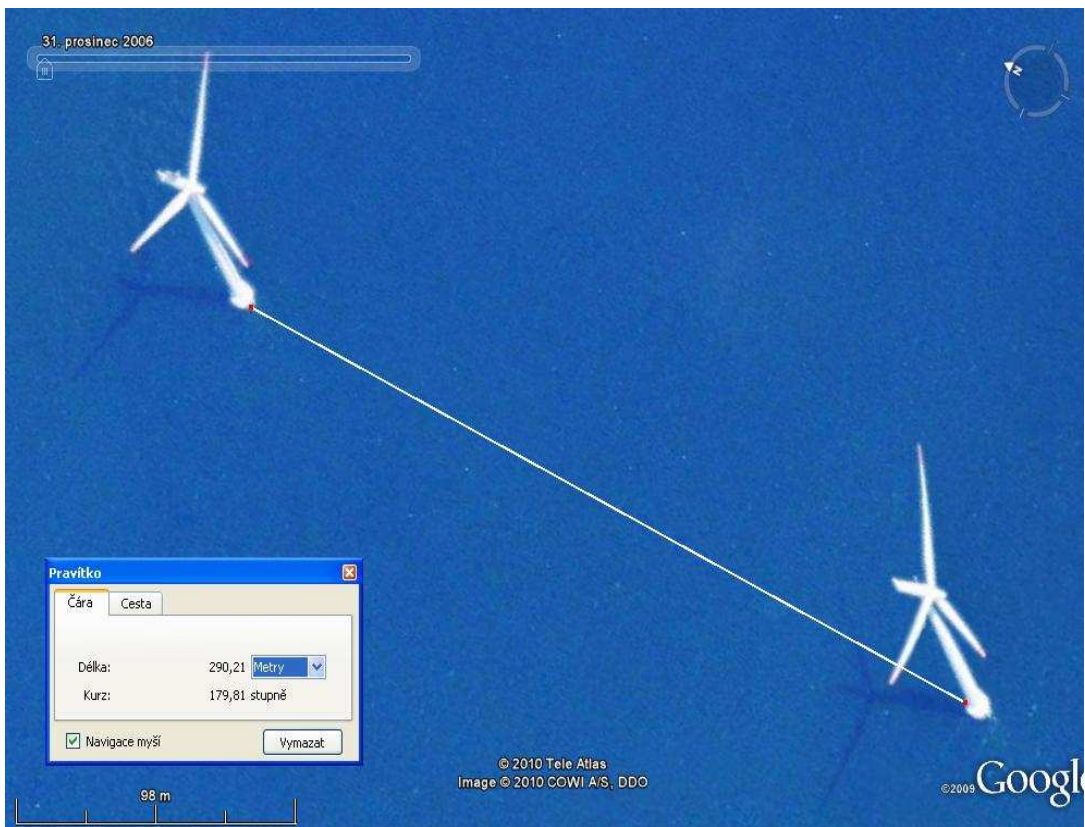 31. prosinec 2006
N
Pravítko
Čára Cesta
Délka: 290,21 Metry
Kurz: 179,81 stupně
Navigace myší Vymazat
98 m
© 2010 Tele Atlas
Image © 2010 COWI A/S, DDO
©2009 Google